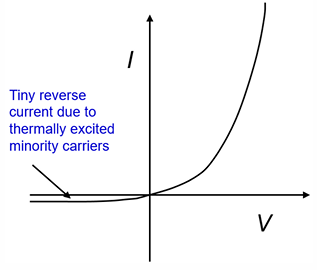 I
Tiny reverse
current due to
thermally excited
minority carriers
V